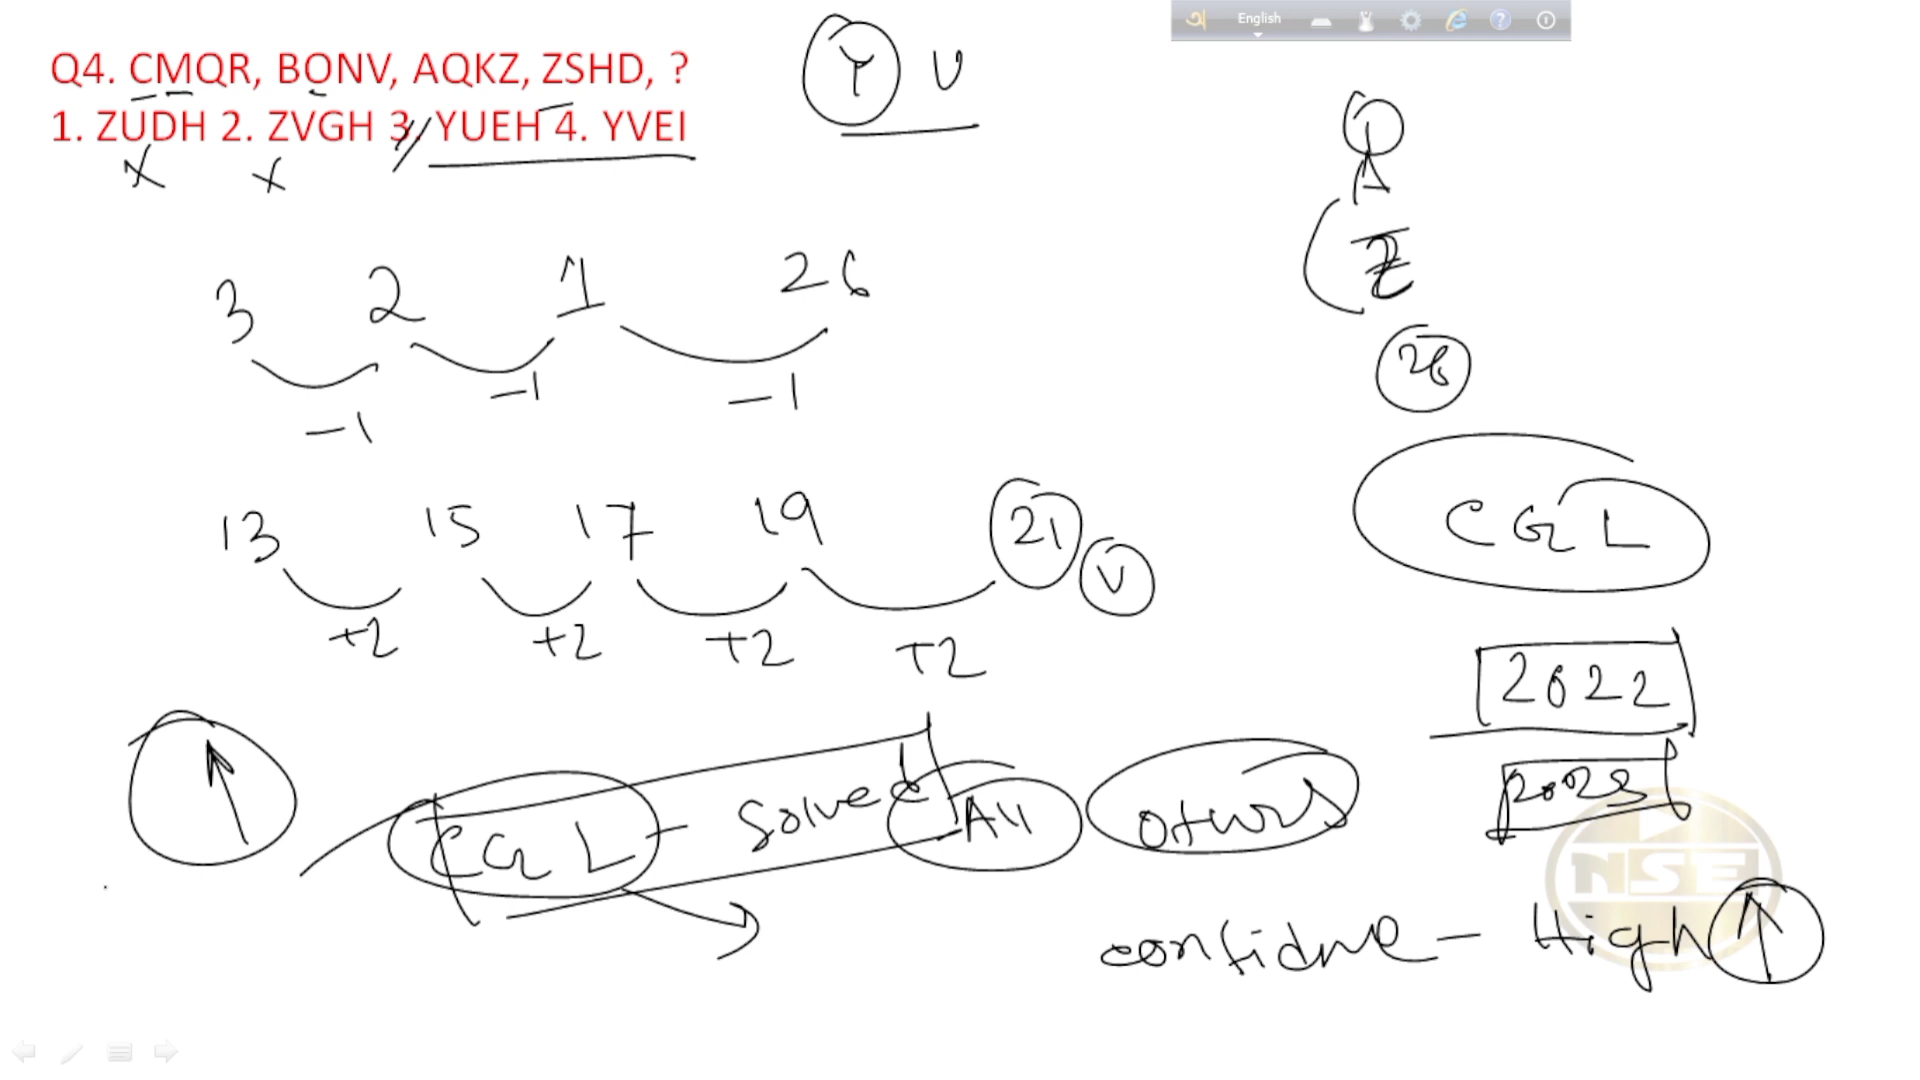 Q4. CMQR, BONV, AQKZ, ZSHD, ?
1. ZUDH 2. ZVGH 3. YUEH 4. YVEI
Y U
English
1
A
Z
26
3 2 1 26
-1 -1 -1
13 15 17 19 21 U
+2 +2 +2 +2
CGL
2022
2023
CGL - Solved All others
NSE
confidnce - High